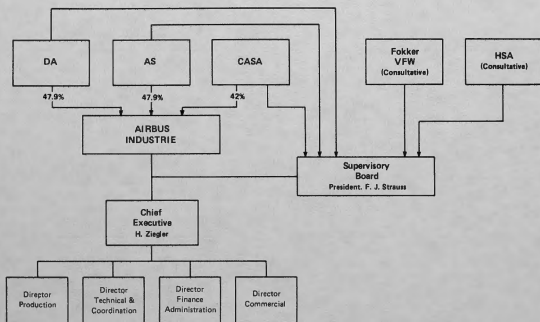 DA
AS
CASA
Fokker
VFW
(Consultative)
HSA
(Consultative)
47.9%
47.9%
42%
AIRBUS
INDUSTRIE
Supervisory
Board
President. F. J. Strauss
Chief
Executive
H. Ziegler
Director
Production
Director
Technical &
Coordination
Director
Finance
Administration
Director
Commercial